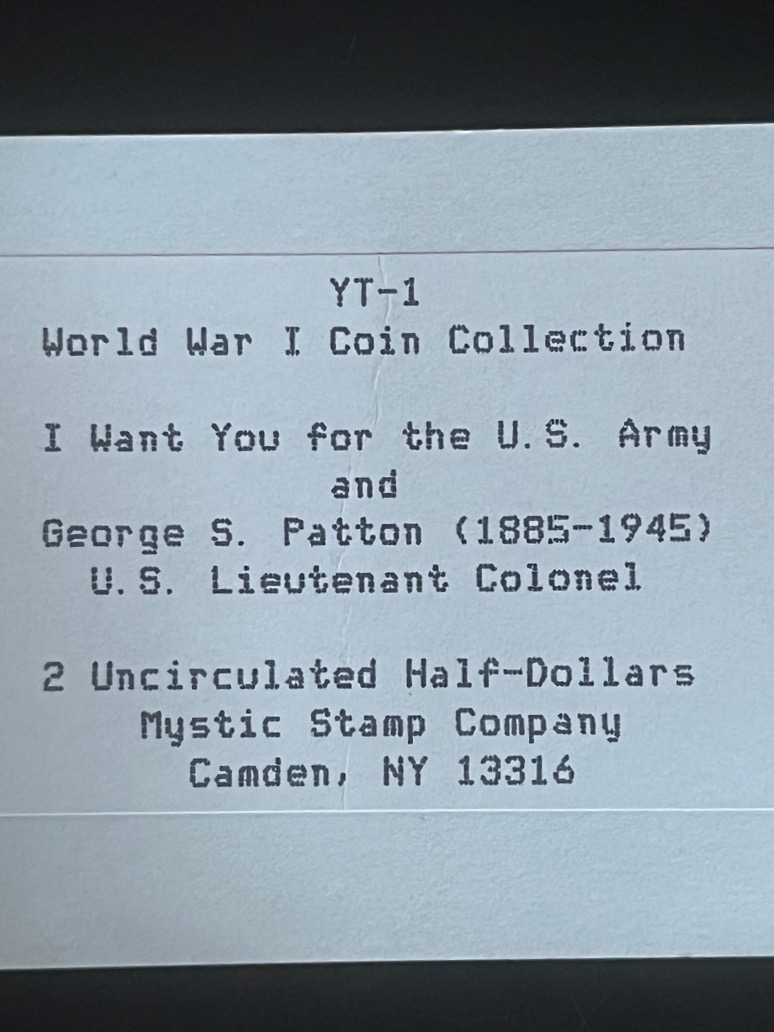 YT-1
World War I Coin Collection
I Want You for the U.S. Army
and
George S. Patton (1885-1945)
U.S. Lieutenant Colonel
2 Uncirculated Half-Dollars
Mystic Stamp Company
Camden, NY 13316